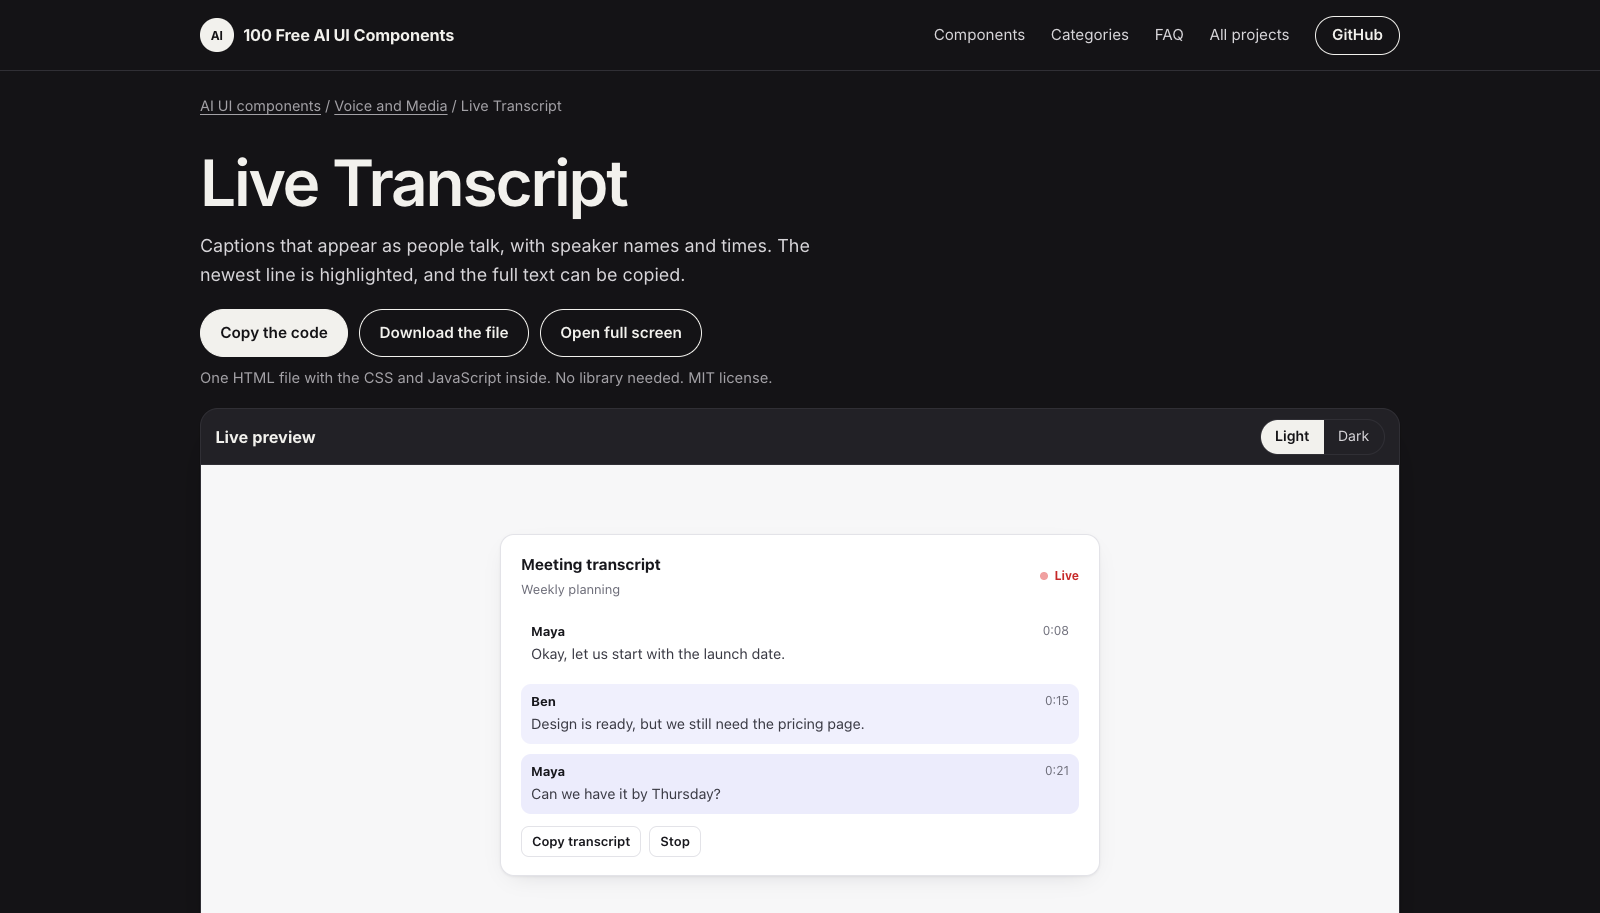 AI
100 Free AI UI Components
Components
Categories
FAQ
All projects
GitHub
AI UI components / Voice and Media / Live Transcript
Live Transcript
Captions that appear as people talk, with speaker names and times. The
newest line is highlighted, and the full text can be copied.
Copy the code
Download the file
Open full screen
One HTML file with the CSS and JavaScript inside. No library needed. MIT license.
Live preview
Light
Dark
Meeting transcript
Weekly planning
Live
Maya
0:08
Okay, let us start with the launch date.
Ben
0:15
Design is ready, but we still need the pricing page.
Maya
0:21
Can we have it by Thursday?
Copy transcript
Stop